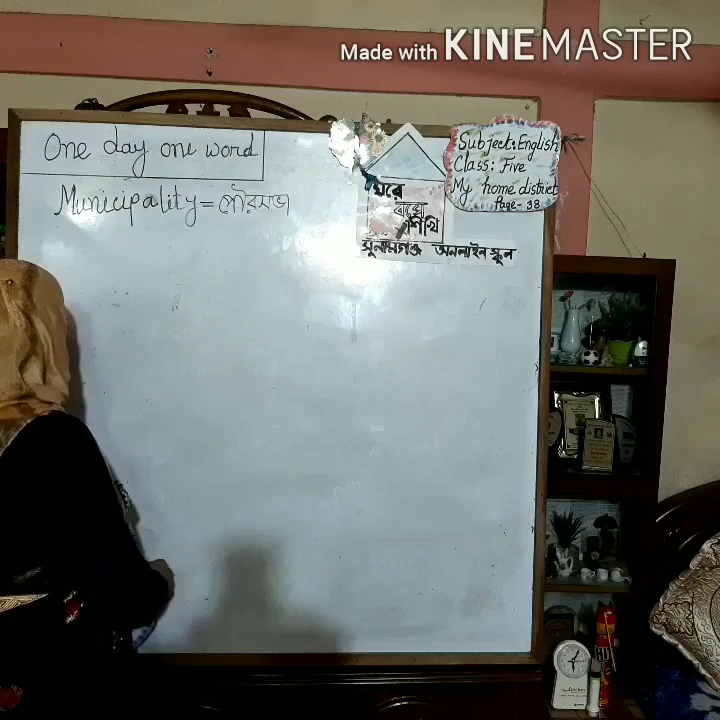 Made with KINEMASTER
One day one word
Municipality = পৌরসভা
ঘরে
বসে
শিখি
সুনামগঞ্জ অনলাইন স্কুল
Subject: English
Class: Five
My home district
Page- 38